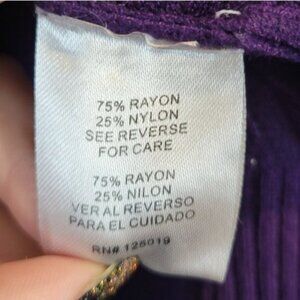 75% RAYON
25% NYLON
SEE REVERSE
FOR CARE
75% RAYON
25% NILON
VER AL REVERSO
PARA EL CUIDADO
RN# 126019